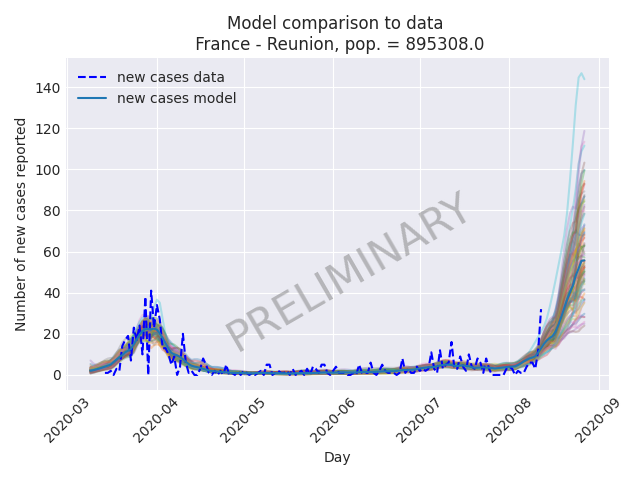 Model comparison to data
France - Reunion, pop. = 895308.0
new cases data
new cases model
PRELIMINARY
Number of new cases reported
140
120
100
80
60
40
20
0
2020-03
2020-04
2020-05
2020-06
2020-07
2020-08
2020-09
Day